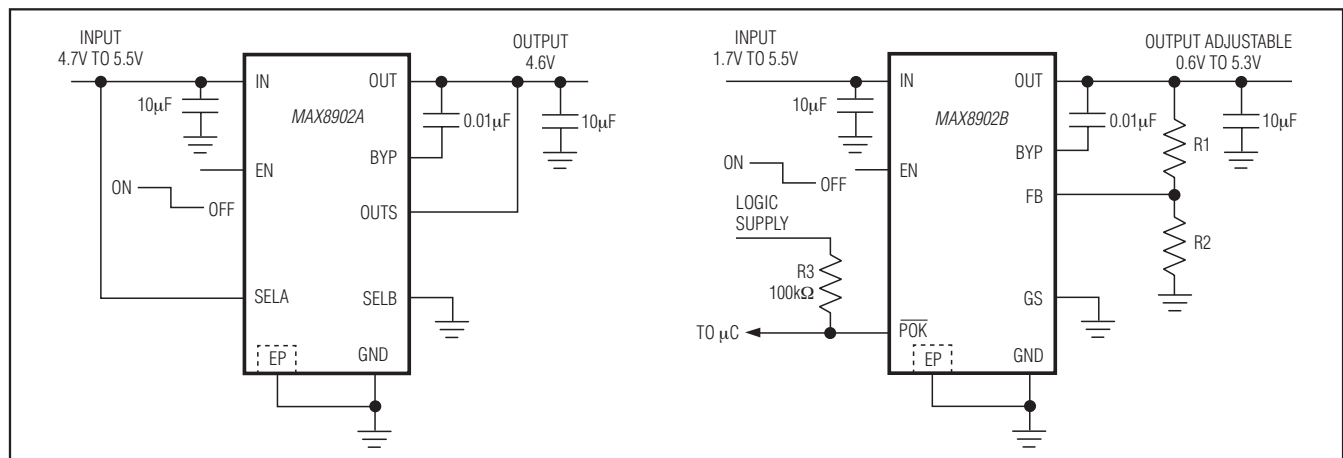 INPUT
4.7V TO 5.5V
OUTPUT
4.6V
IN
OUT
10µF
MAX8902A
0.01µF
10µF
BYP
EN
ON
OFF
OUTS
SELA
SELB
EP
GND
INPUT
1.7V TO 5.5V
OUTPUT ADJUSTABLE
0.6V TO 5.3V
IN
OUT
10µF
MAX8902B
0.01µF
10µF
R1
BYP
EN
ON
OFF
FB
LOGIC
SUPPLY
R2
R3
100kΩ
GS
TO µC
P̅O̅K̅
EP
GND